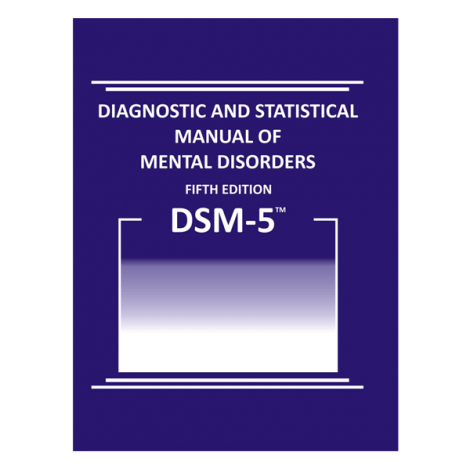 DIAGNOSTIC AND STATISTICAL
MANUAL OF
MENTAL DISORDERS
FIFTH EDITION
DSM-5™